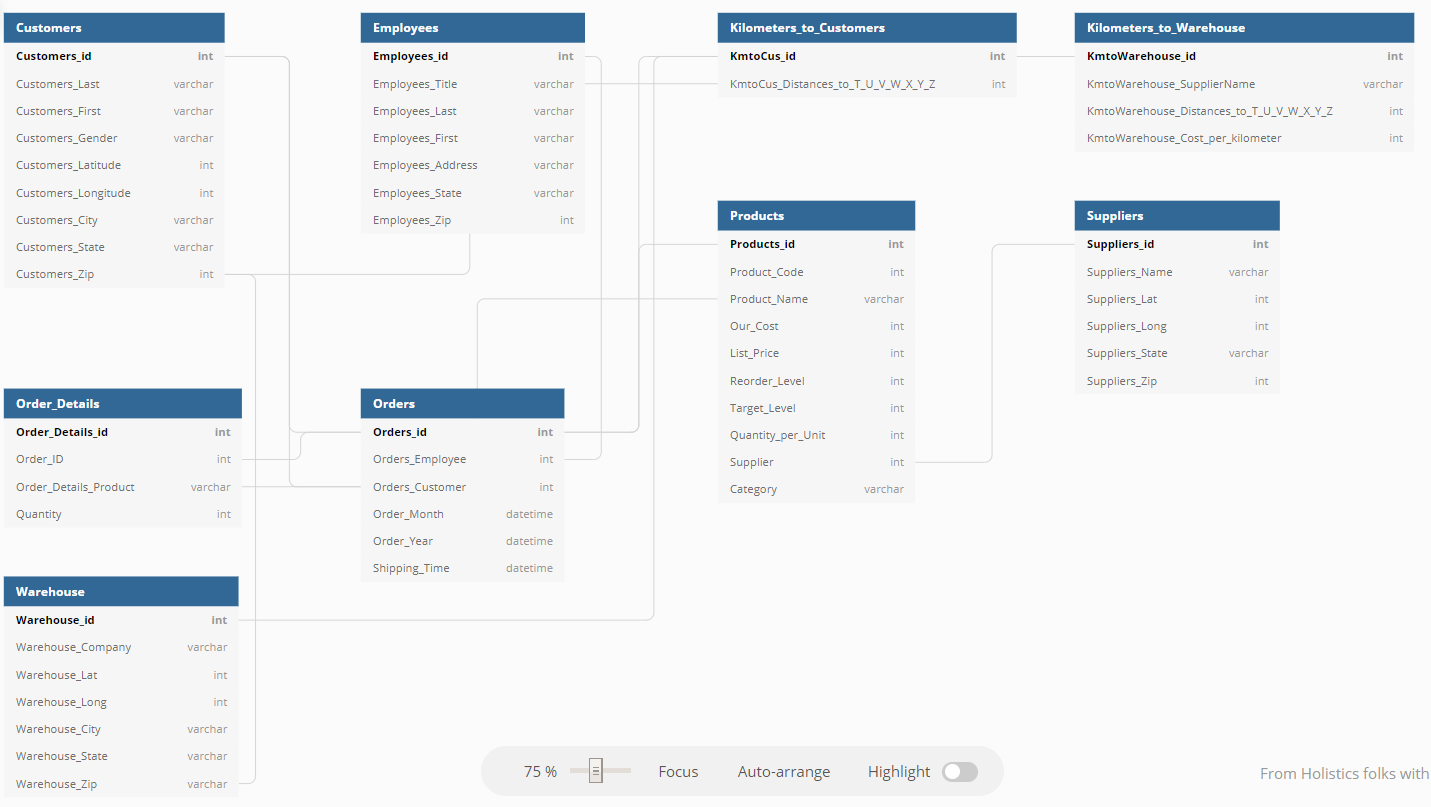 Customers
Customers_id int
Customers_Last varchar
Customers_First varchar
Customers_Gender varchar
Customers_Latitude int
Customers_Longitude int
Customers_City varchar
Customers_State varchar
Customers_Zip int
Employees
Employees_id int
Employees_Title varchar
Employees_Last varchar
Employees_First varchar
Employees_Address varchar
Employees_State varchar
Employees_Zip int
Kilometers_to_Customers
KmtoCus_id int
KmtoCus_Distances_to_T_U_V_W_X_Y_Z int
Kilometers_to_Warehouse
KmtoWarehouse_id int
KmtoWarehouse_SupplierName varchar
KmtoWarehouse_Distances_to_T_U_V_W_X_Y_Z int
KmtoWarehouse_Cost_per_kilometer int
Products
Products_id int
Product_Code int
Product_Name varchar
Our_Cost int
List_Price int
Reorder_Level int
Target_Level int
Quantity_per_Unit int
Supplier int
Category varchar
Suppliers
Suppliers_id int
Suppliers_Name varchar
Suppliers_Lat int
Suppliers_Long int
Suppliers_State varchar
Suppliers_Zip int
Order_Details
Order_Details_id int
Order_ID int
Order_Details_Product varchar
Quantity int
Orders
Orders_id int
Orders_Employee int
Orders_Customer int
Order_Month datetime
Order_Year datetime
Shipping_Time datetime
Warehouse
Warehouse_id int
Warehouse_Company varchar
Warehouse_Lat int
Warehouse_Long int
Warehouse_City varchar
Warehouse_State varchar
Warehouse_Zip varchar
75 % Focus Auto-arrange Highlight
From Holistics folks with